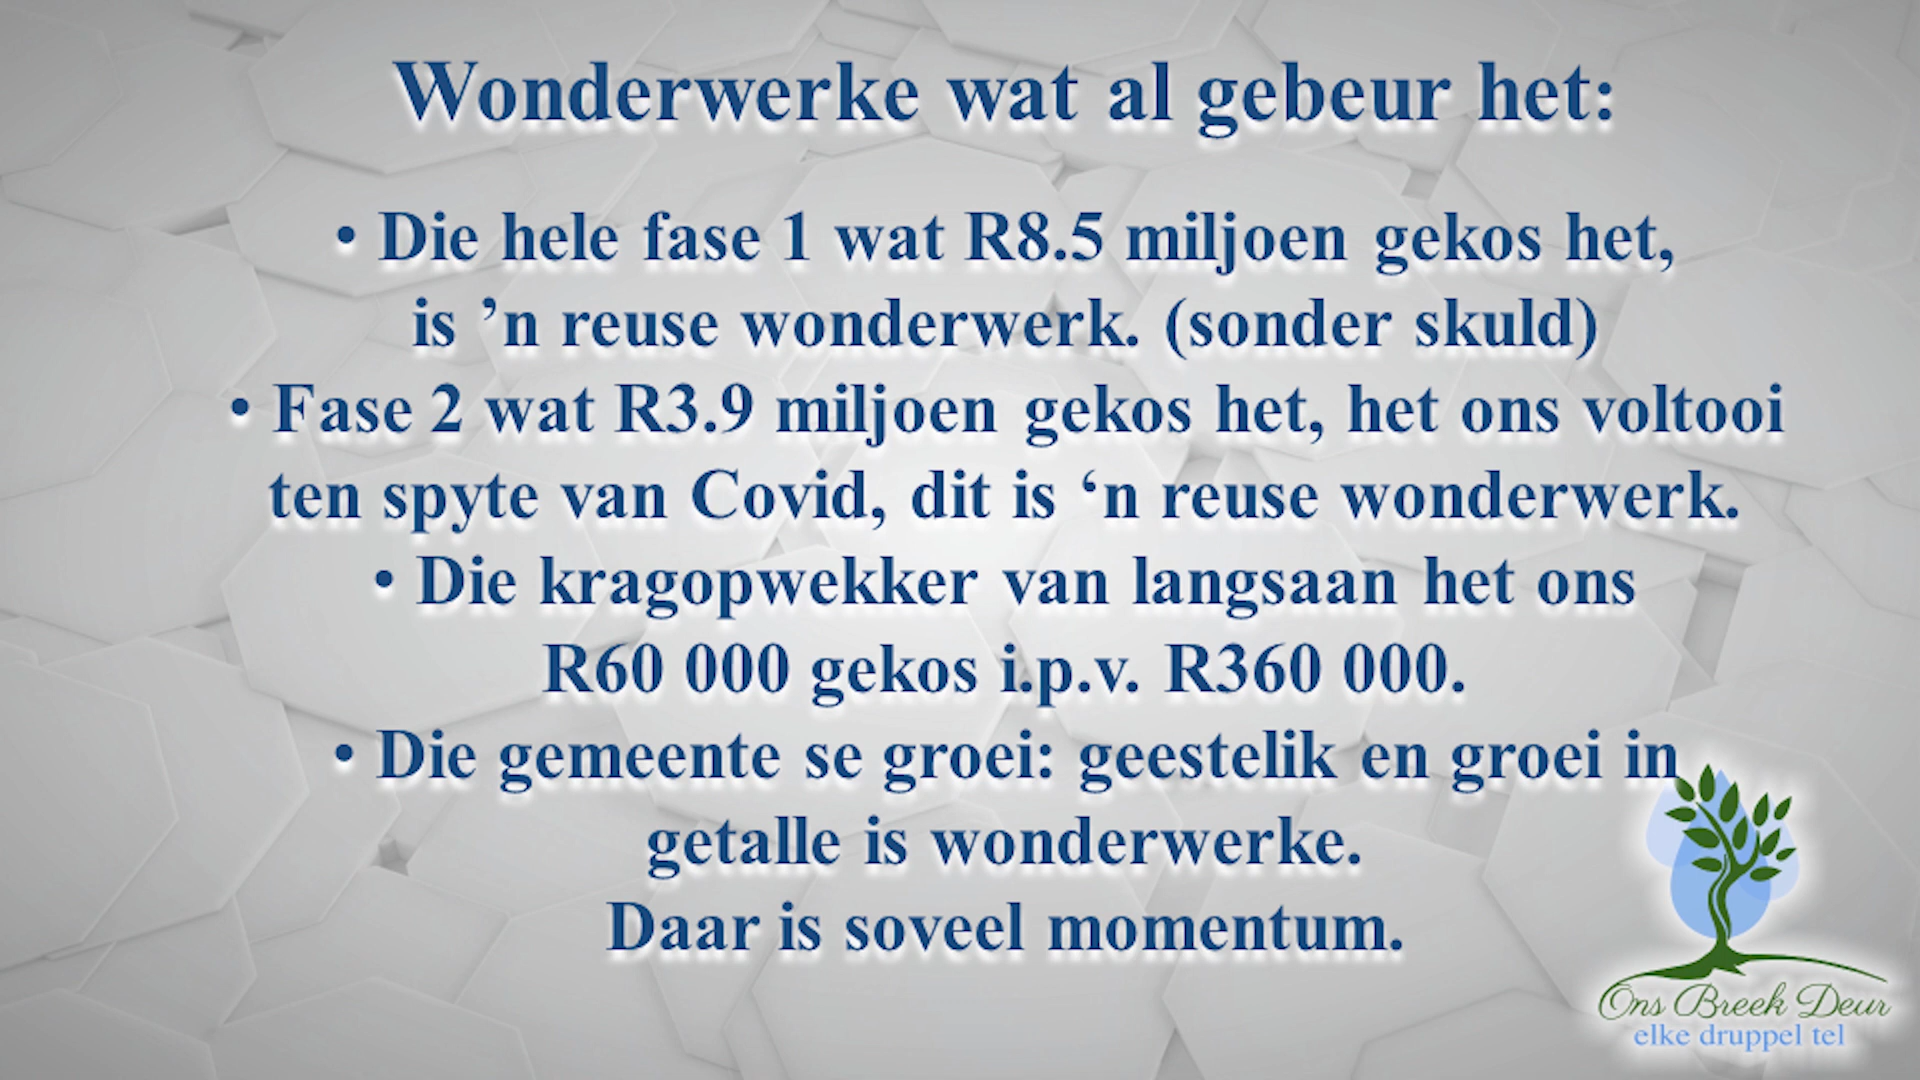 Wonderwerke wat al gebeur het:
• Die hele fase 1 wat R8.5 miljoen gekos het,
is ’n reuse wonderwerk. (sonder skuld)
• Fase 2 wat R3.9 miljoen gekos het, het ons voltooi
ten spyte van Covid, dit is ‘n reuse wonderwerk.
• Die kragopwekker van langsaan het ons
R60 000 gekos i.p.v. R360 000.
• Die gemeente se groei: geestelik en groei in
getalle is wonderwerke.
Daar is soveel momentum.
Ons Breek Deur
elke druppel tel